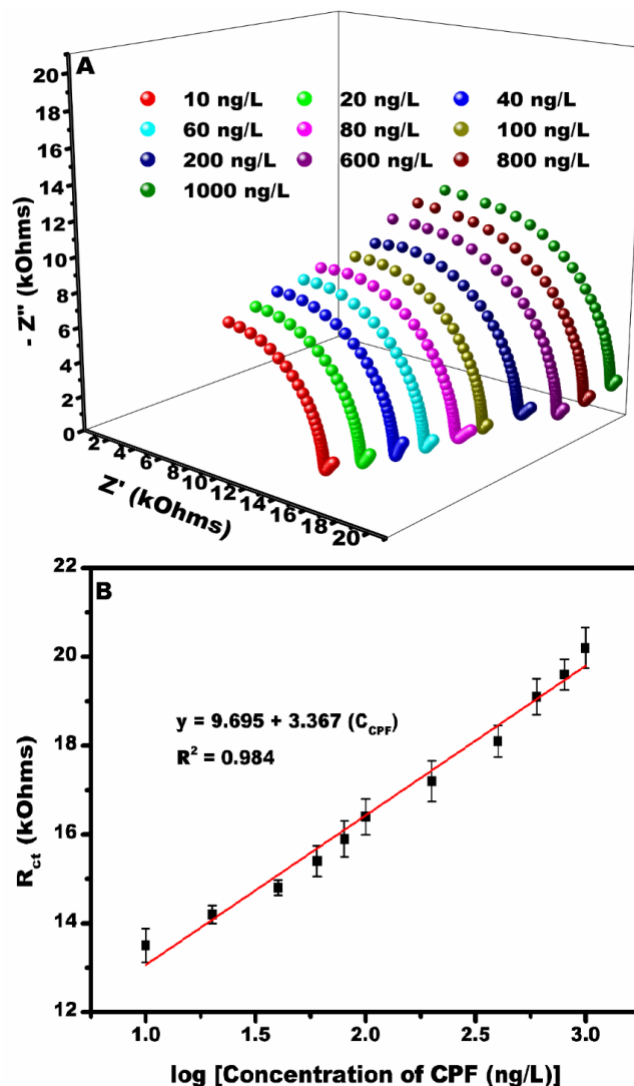 A
20
18
16
14
12
10
8
6
4
2
0
- Z" (kOhms)
10 ng/L 20 ng/L 40 ng/L
60 ng/L 80 ng/L 100 ng/L
200 ng/L 600 ng/L 800 ng/L
1000 ng/L
2 4 6 8 10 12 14 16 18 20
Z' (kOhms)
B
22
20
18
16
14
12
R_ct (kOhms)
y = 9.695 + 3.367 (C_CPF)
R² = 0.984
1.0 1.5 2.0 2.5 3.0
log [Concentration of CPF (ng/L)]